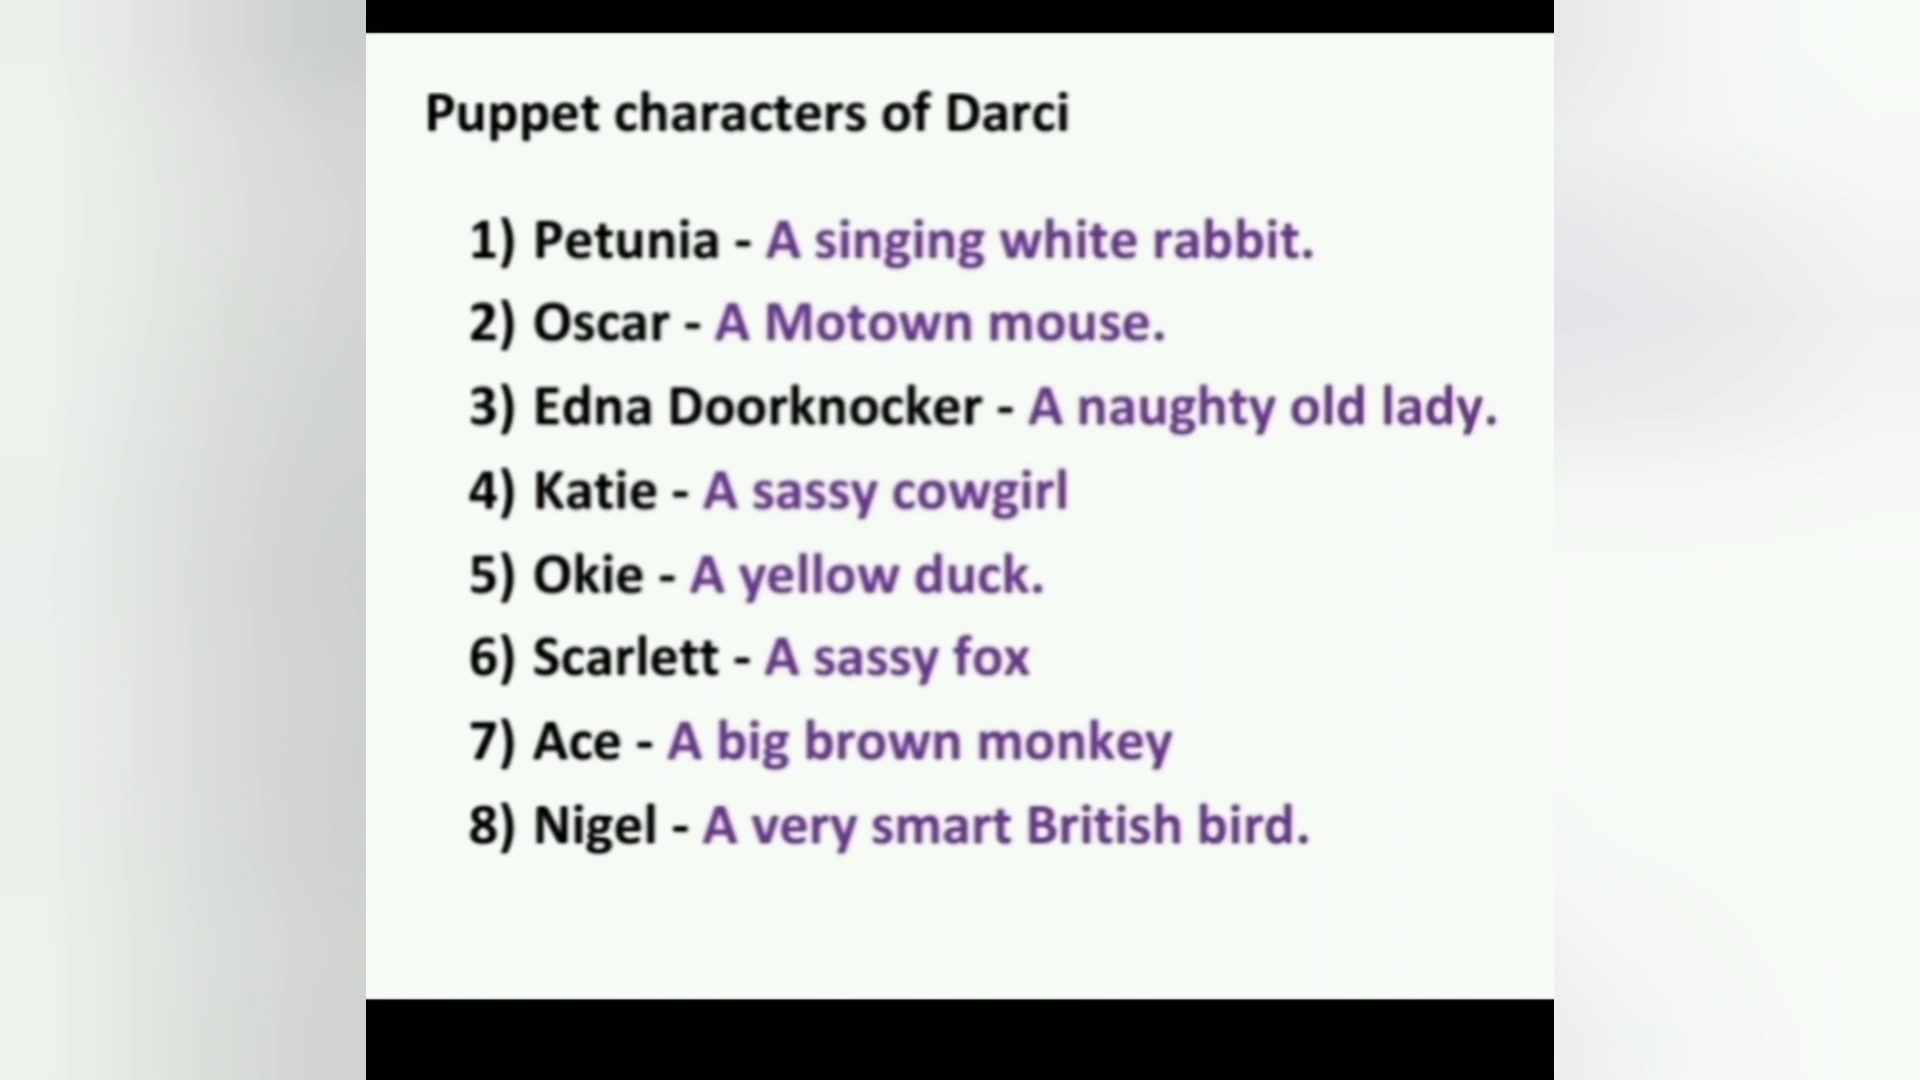 Puppet characters of Darci
1) Petunia - A singing white rabbit.
2) Oscar - A Motown mouse.
3) Edna Doorknocker - A naughty old lady.
4) Katie - A sassy cowgirl
5) Okie - A yellow duck.
6) Scarlett - A sassy fox
7) Ace - A big brown monkey
8) Nigel - A very smart British bird.